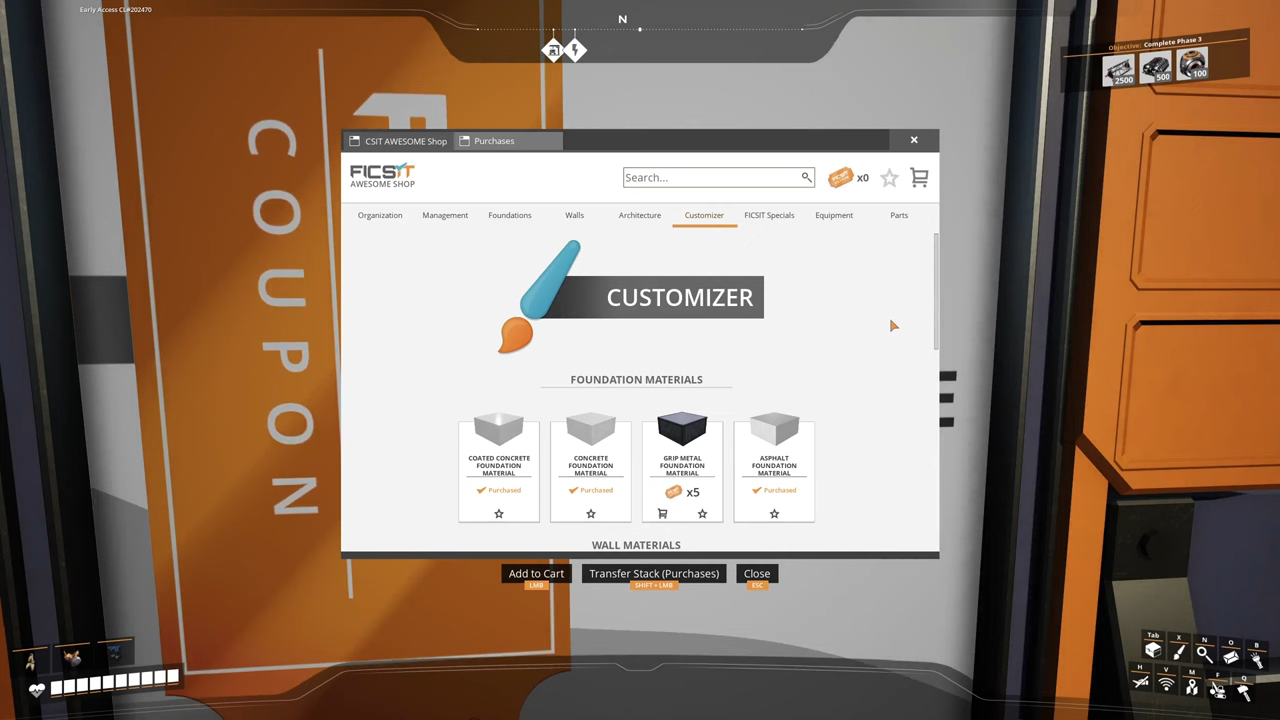 Early Access CL#202470
N
Objective: Complete Phase 3
2500
500
100
COUPON
F
CSIT AWESOME Shop
Purchases
FICSIT
AWESOME SHOP
Search...
x0
Organization
Management
Foundations
Walls
Architecture
Customizer
FICSIT Specials
Equipment
Parts
CUSTOMIZER
FOUNDATION MATERIALS
COATED CONCRETE
FOUNDATION
MATERIAL
Purchased
CONCRETE
FOUNDATION
MATERIAL
Purchased
GRIP METAL
FOUNDATION
MATERIAL
x5
ASPHALT
FOUNDATION
MATERIAL
Purchased
WALL MATERIALS
Add to Cart
LMB
Transfer Stack (Purchases)
SHIFT + LMB
Close
ESC
Tab
X
N
O
B
H
V
M
F
Q